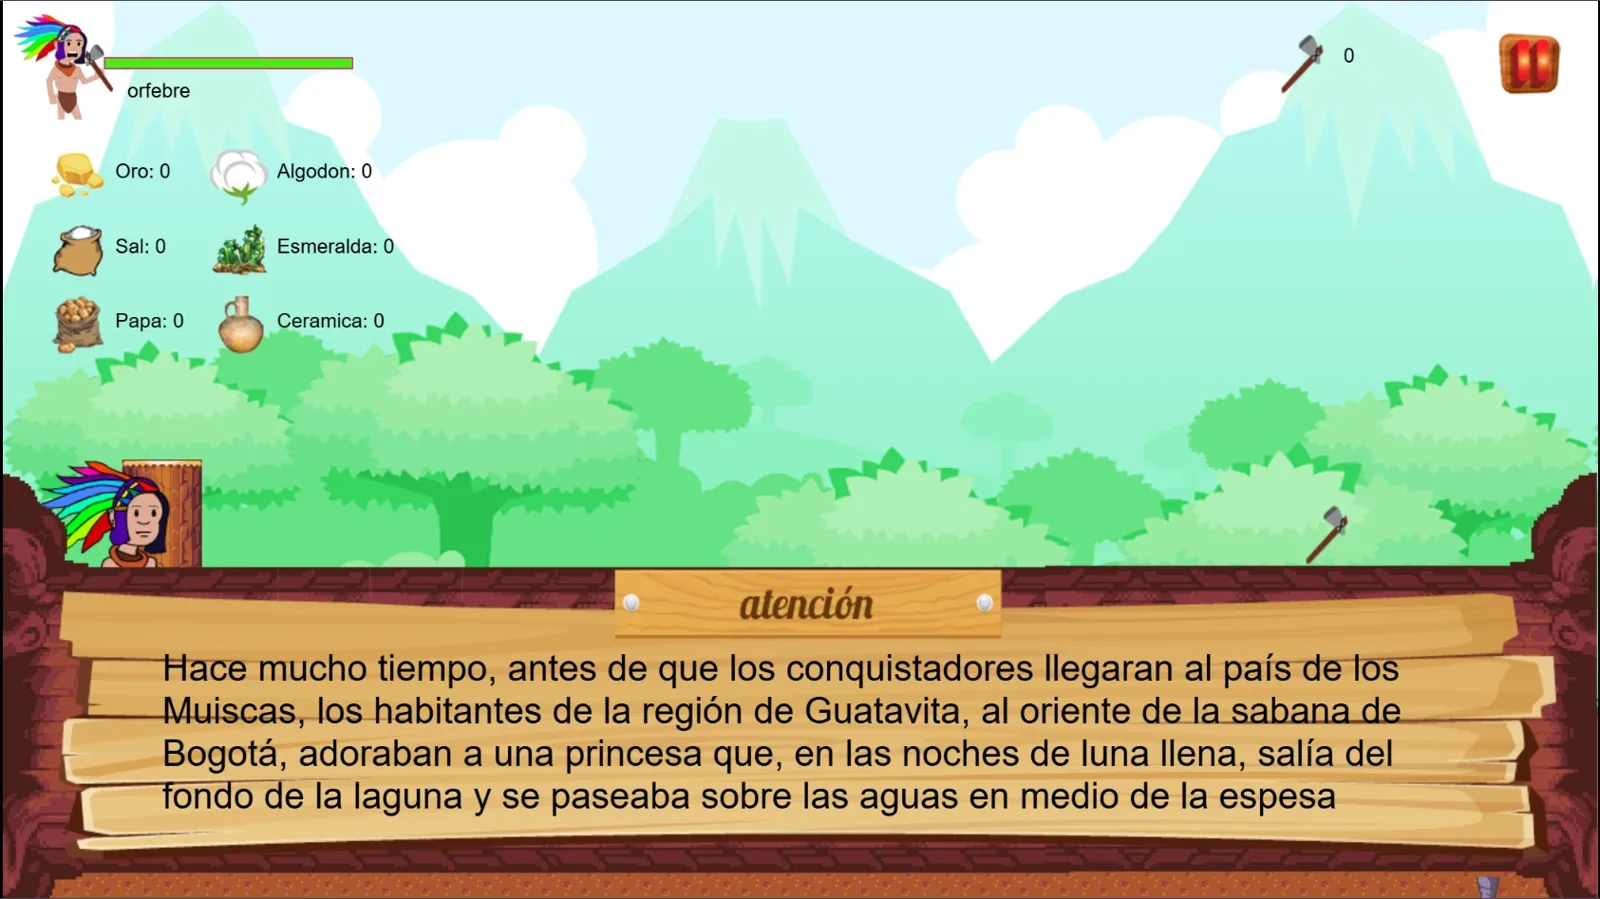 orfebre
0
Oro: 0
Algodon: 0
Sal: 0
Esmeralda: 0
Papa: 0
Ceramica: 0
atención
Hace mucho tiempo, antes de que los conquistadores llegaran al país de los
Muiscas, los habitantes de la región de Guatavita, al oriente de la sabana de
Bogotá, adoraban a una princesa que, en las noches de luna llena, salía del
fondo de la laguna y se paseaba sobre las aguas en medio de la espesa